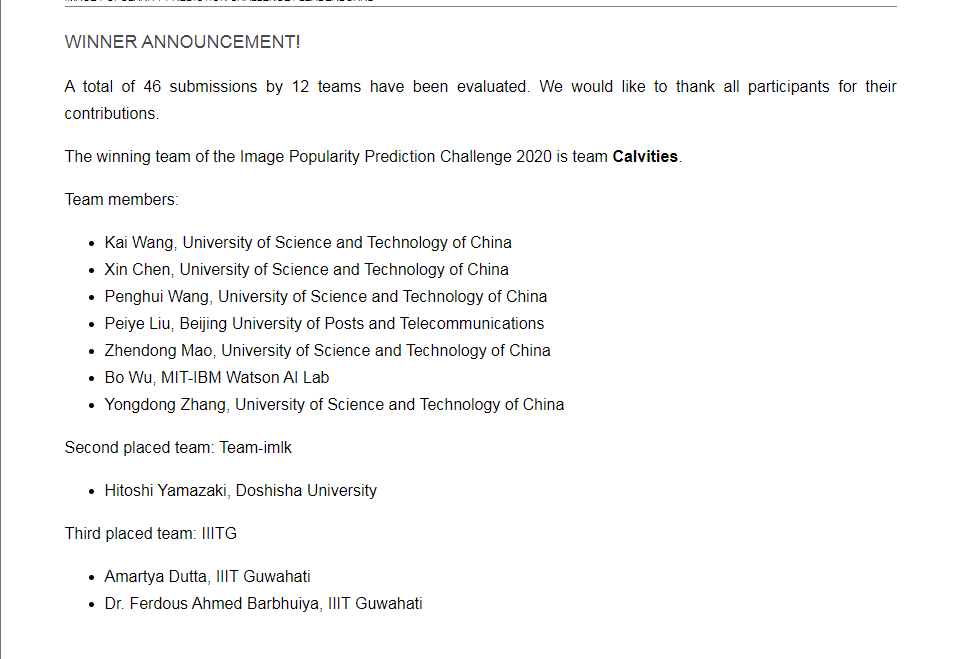 WINNER ANNOUNCEMENT!
A total of 46 submissions by 12 teams have been evaluated. We would like to thank all participants for their
contributions.
The winning team of the Image Popularity Prediction Challenge 2020 is team Calvities.
Team members:
• Kai Wang, University of Science and Technology of China
• Xin Chen, University of Science and Technology of China
• Penghui Wang, University of Science and Technology of China
• Peiye Liu, Beijing University of Posts and Telecommunications
• Zhendong Mao, University of Science and Technology of China
• Bo Wu, MIT-IBM Watson AI Lab
• Yongdong Zhang, University of Science and Technology of China
Second placed team: Team-imlk
• Hitoshi Yamazaki, Doshisha University
Third placed team: IIITG
• Amartya Dutta, IIIT Guwahati
• Dr. Ferdous Ahmed Barbhuiya, IIIT Guwahati